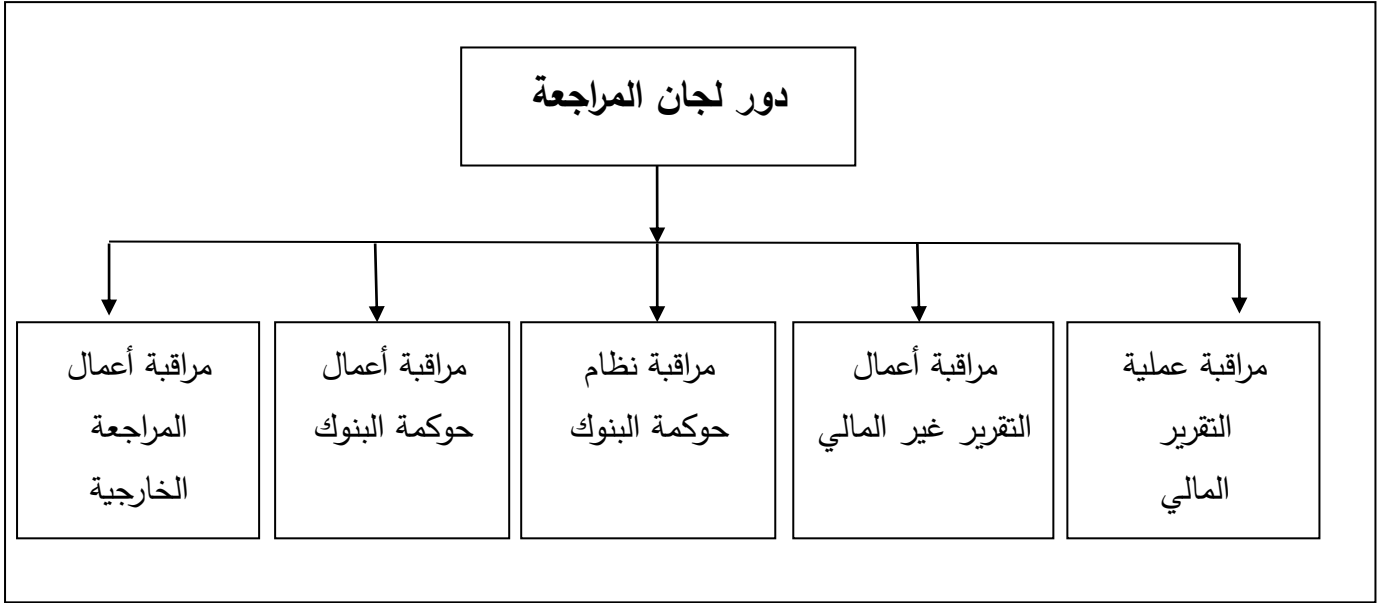 دور لجان المراجعة
مراقبة عملية
التقرير
المالي
مراقبة أعمال
التقرير غير المالي
مراقبة نظام
حوكمة البنوك
مراقبة أعمال
حوكمة البنوك
مراقبة أعمال
المراجعة
الخارجية